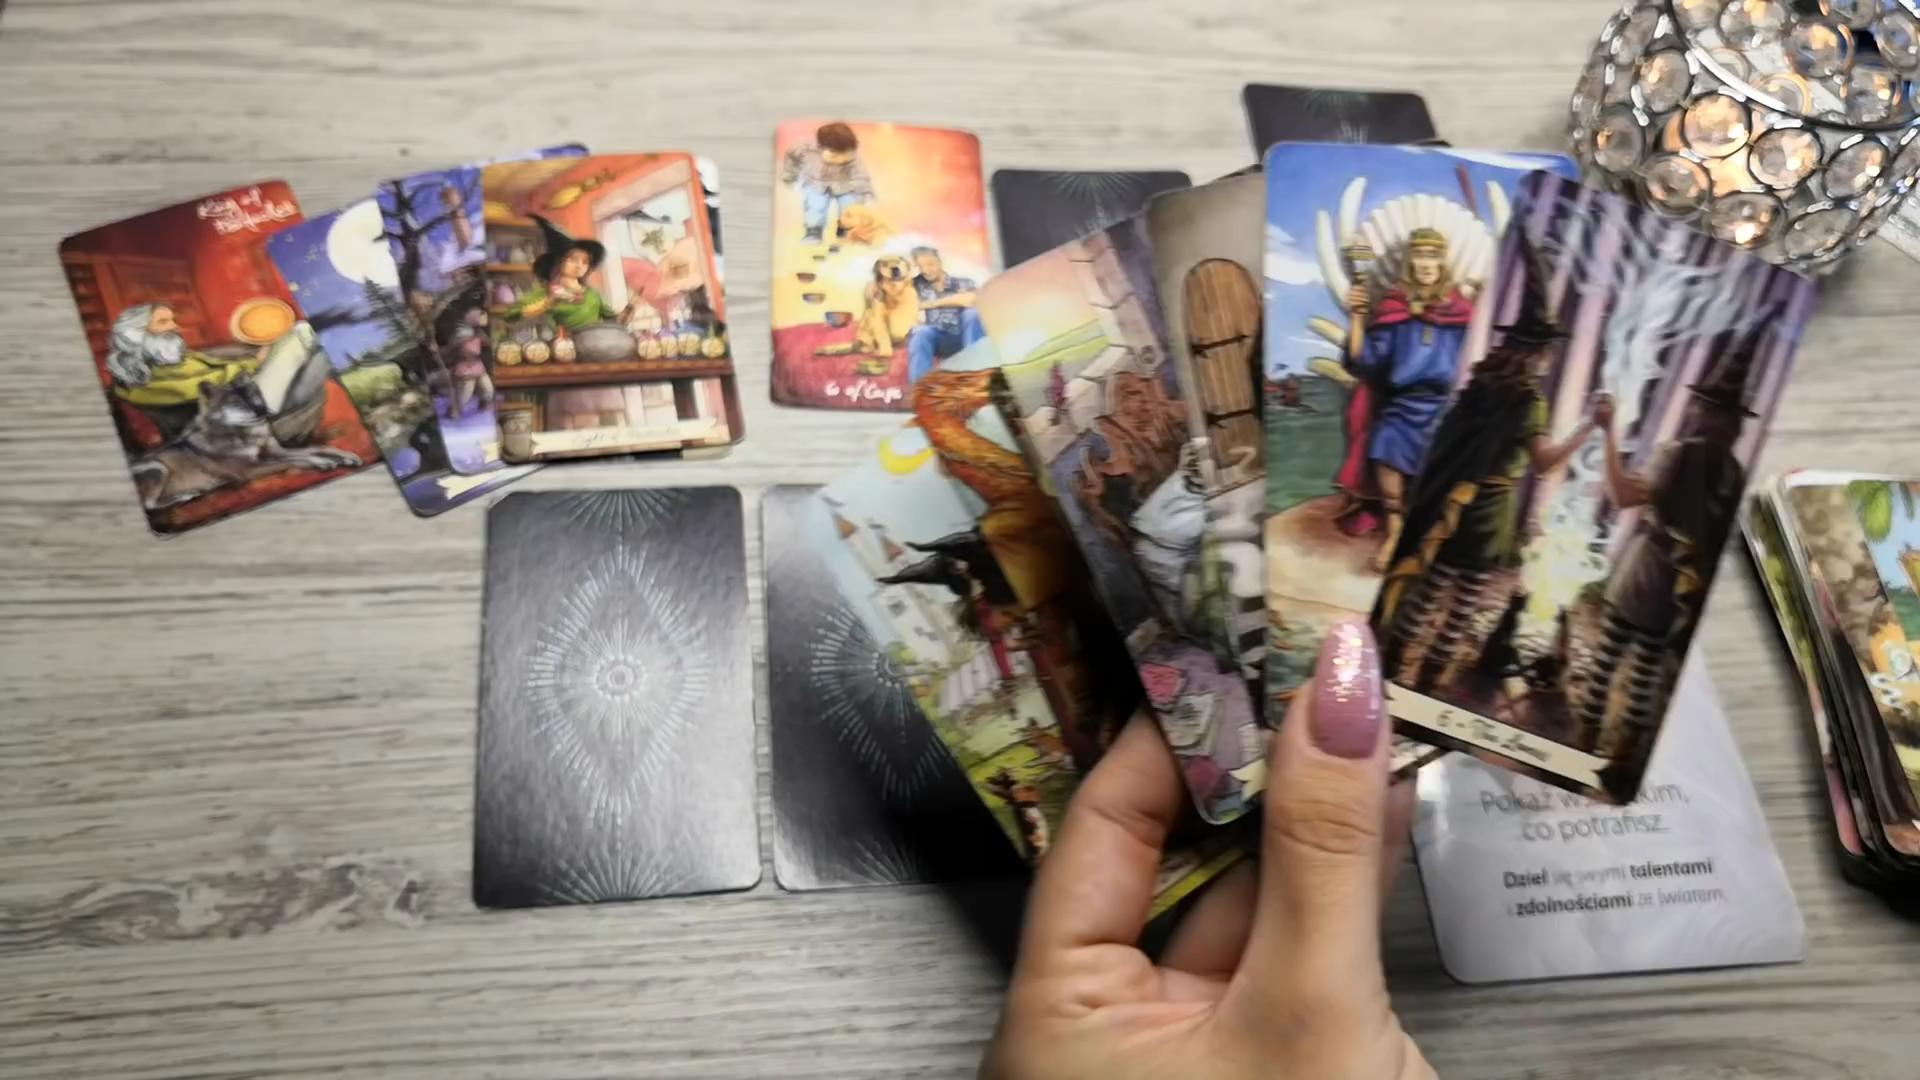 King of
Pentacles
6 of Cups
6 - The Lovers
Pokaż wszystkim,
co potrafisz.
Dziel się swymi talentami
i zdolnościami ze światem.